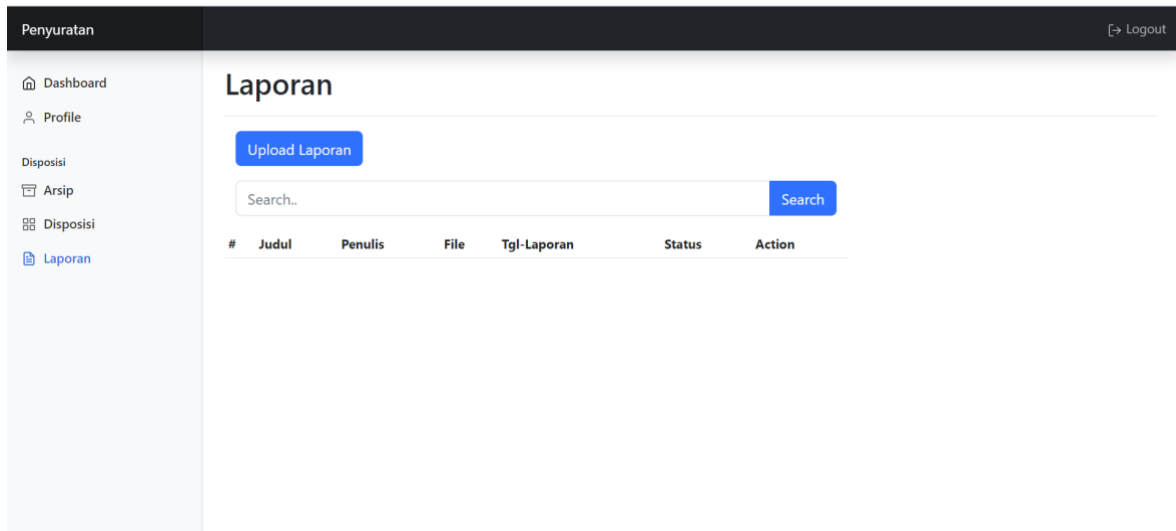 Penyuratan
Logout
Dashboard
Profile
Disposisi
Arsip
Disposisi
Laporan
Laporan
Upload Laporan
Search..
Search
# Judul Penulis File Tgl-Laporan Status Action